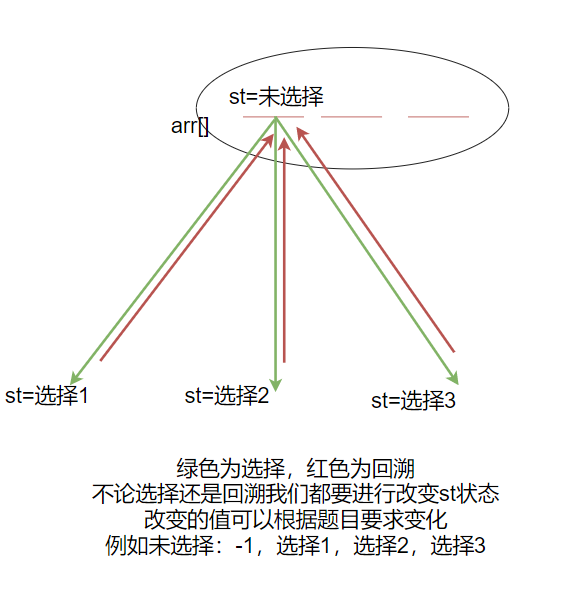 st=未选择
arr[]
st=选择1
st=选择2
st=选择3
绿色为选择，红色为回溯
不论选择还是回溯我们都要进行改变st状态
改变的值可以根据题目要求变化
例如未选择：-1，选择1，选择2，选择3